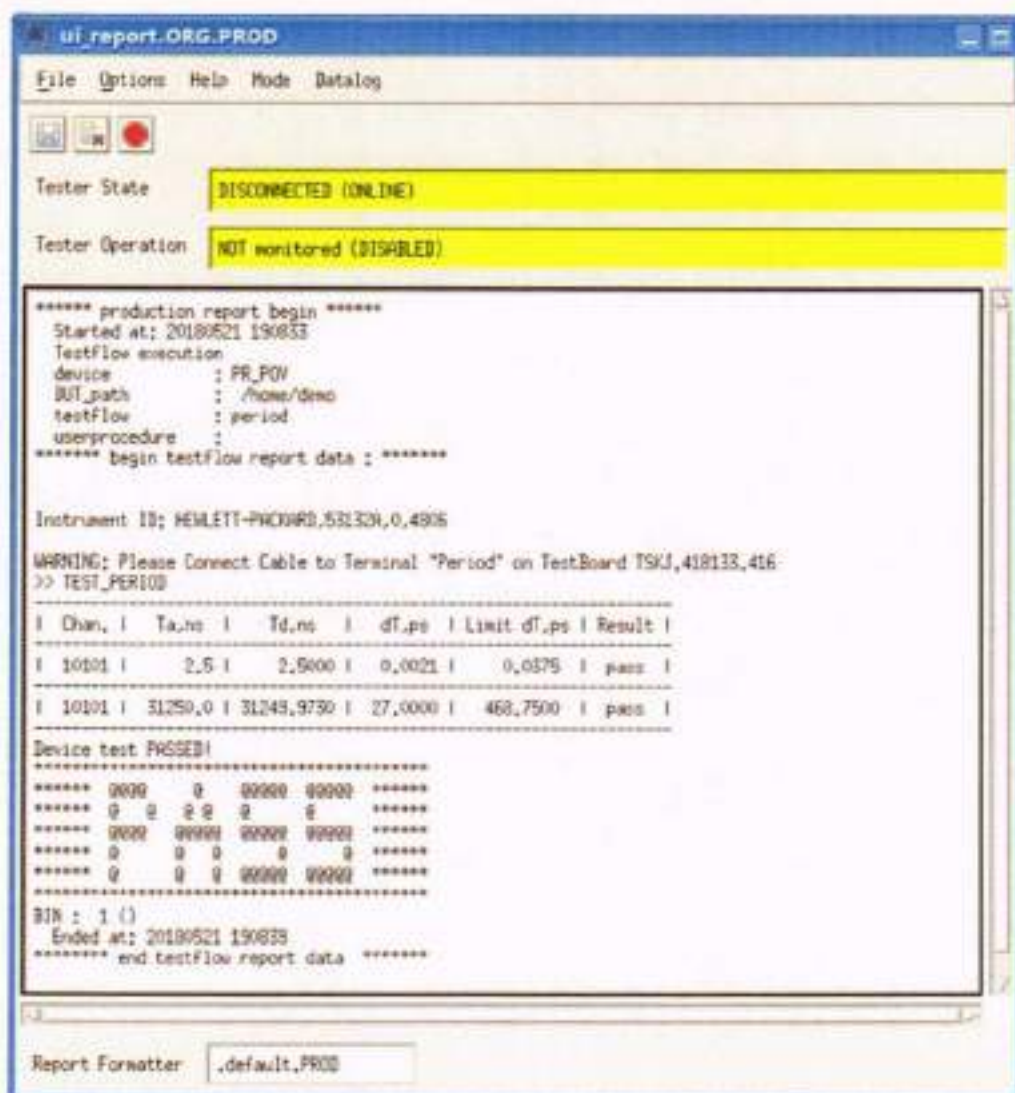 ui_report.ORG.PROD
File Options Help Mode Datalog
Tester State DISCONNECTED (ONLINE)
Tester Operation NOT monitored (DISABLED)
****** production report begin ******
Started at: 20180521 190833
Testflow execution
device : PR_POV
DUT_path : /home/demo
testflow : period
userprocedure :
******* begin testflow report data : *******
Instrument ID: HEWLETT-PACKARD,53132A,0,4806
WARNING: Please Connect Cable to Terminal "Period" on TestBoard TSKJ,418133,416
>> TEST_PERIOD
| Chan. | Ta,ns | Td,ns | dT,ps | Limit dT,ps | Result |
| 10101 | 2.5 | 2.5000 | 0.0021 | 0.0375 | pass |
| 10101 | 31250.0 | 31249.9730 | 27.0000 | 468.7500 | pass |
Device test PASSED!
PASS
BIN : 1 ()
Ended at: 20180521 190839
******** end testflow report data *******
Report Formatter .default.PROD